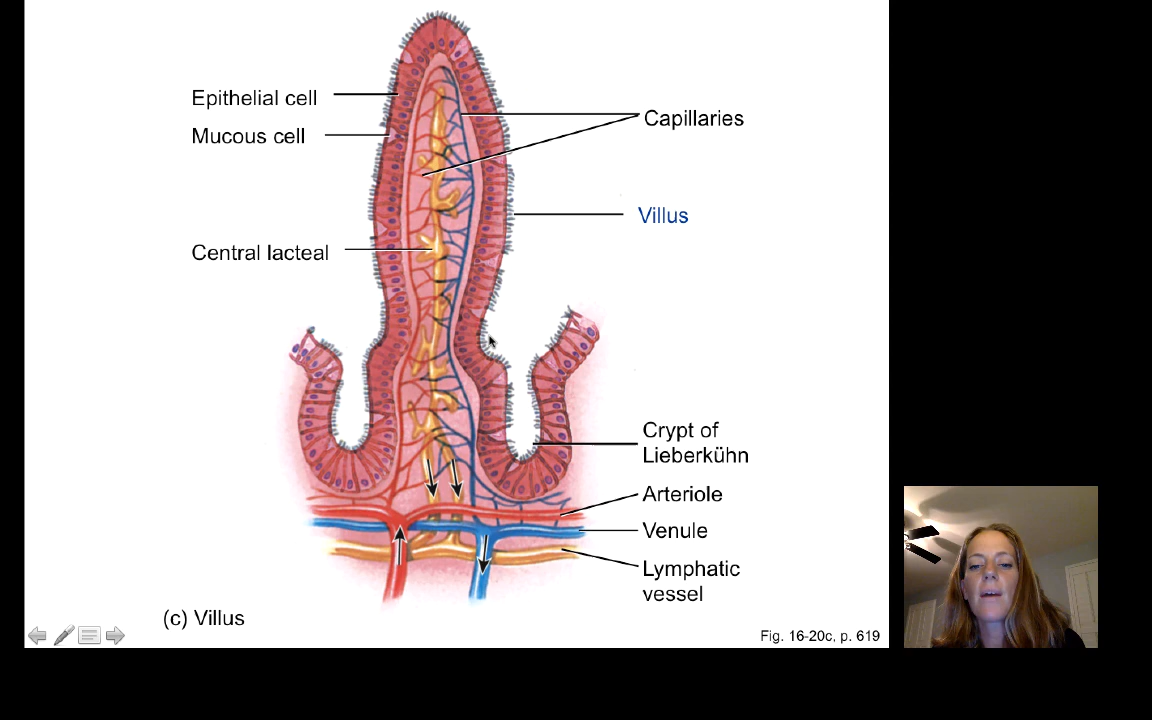 Epithelial cell
Mucous cell
Capillaries
Villus
Central lacteal
Crypt of
Lieberkühn
Arteriole
Venule
Lymphatic
vessel
(c) Villus
Fig. 16-20c, p. 619